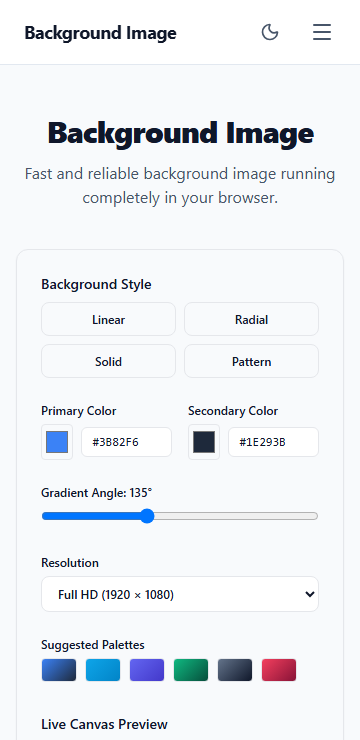 Background Image
Background Image
Fast and reliable background image running
completely in your browser.
Background Style
Linear
Radial
Solid
Pattern
Primary Color
Secondary Color
#3B82F6
#1E293B
Gradient Angle: 135°
Resolution
Full HD (1920 × 1080)
Suggested Palettes
Live Canvas Preview